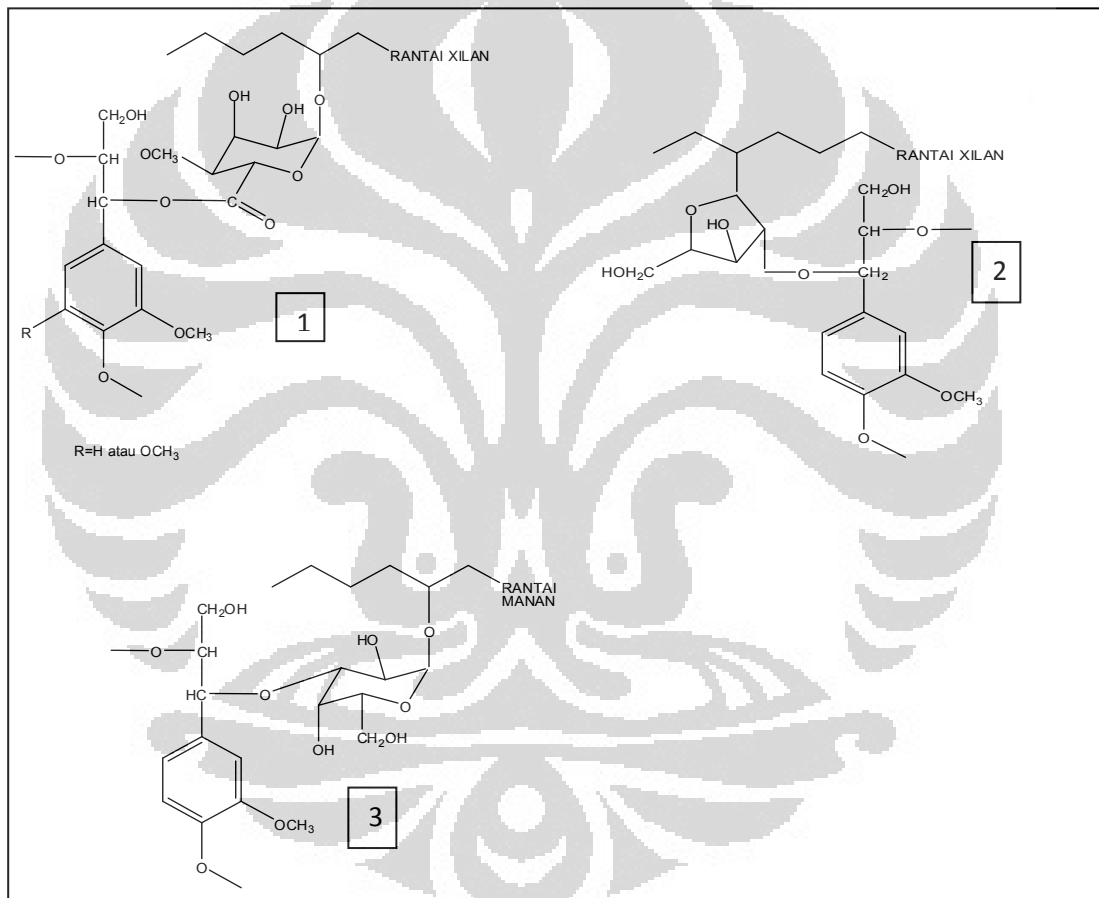 RANTAI XILAN
O
OH
OH
CH₂OH
OCH₃
O
CH
O
HC
O
O
OCH₃
R
O
1
R=H atau OCH₃
RANTAI XILAN
CH₂OH
O
HO
CH
O
HOH₂C
O
CH₂
2
OCH₃
O
RANTAI
MANAN
CH₂OH
O
HO
O
CH
HC
O
O
OH
CH₂OH
OCH₃
3
O